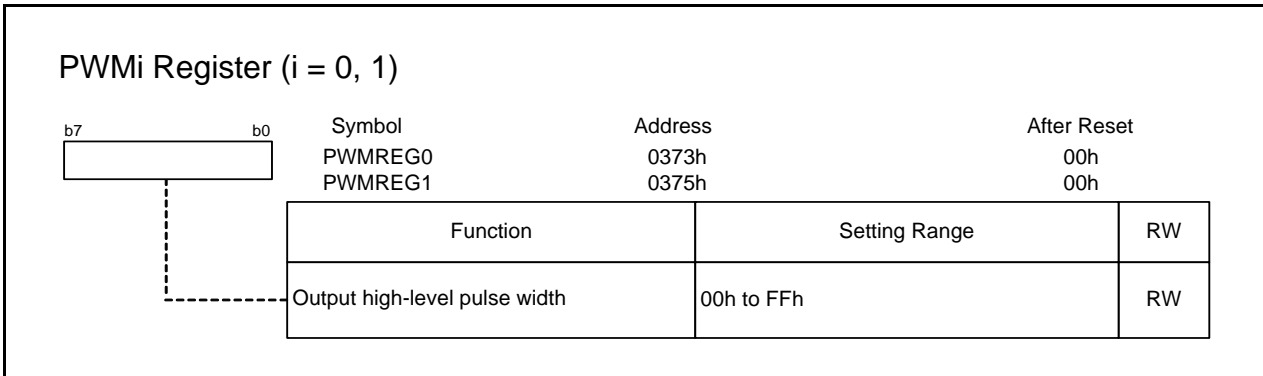 PWMi Register (i = 0, 1)
b7 b0 Symbol Address After Reset
PWMREG0 0373h 00h
PWMREG1 0375h 00h
Function Setting Range RW
Output high-level pulse width 00h to FFh RW